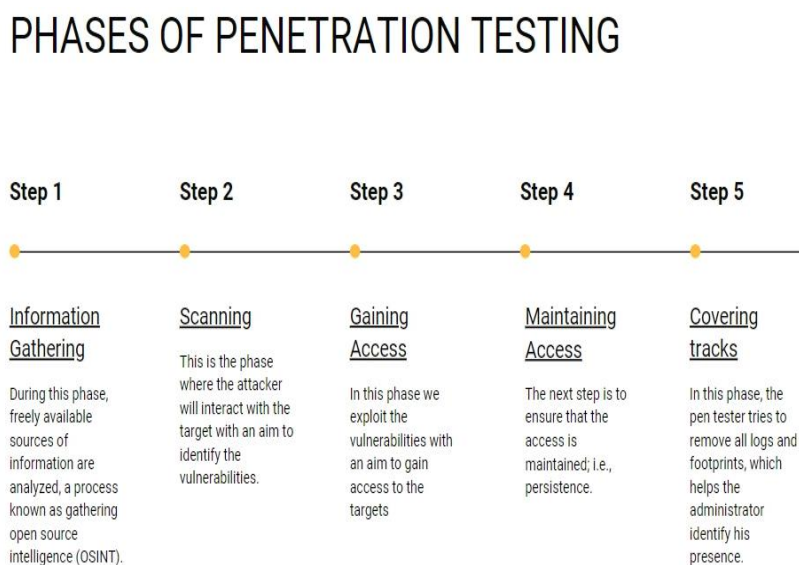 PHASES OF PENETRATION TESTING
Step 1
Step 2
Step 3
Step 4
Step 5
Information
Gathering
During this phase,
freely available
sources of
information are
analyzed, a process
known as gathering
open source
intelligence (OSINT).
Scanning
This is the phase
where the attacker
will interact with the
target with an aim to
identify the
vulnerabilities.
Gaining
Access
In this phase we
exploit the
vulnerabilities with
an aim to gain
access to the
targets
Maintaining
Access
The next step is to
ensure that the
access is
maintained; i.e.,
persistence.
Covering
tracks
In this phase, the
pen tester tries to
remove all logs and
footprints, which
helps the
administrator
identify his
presence.